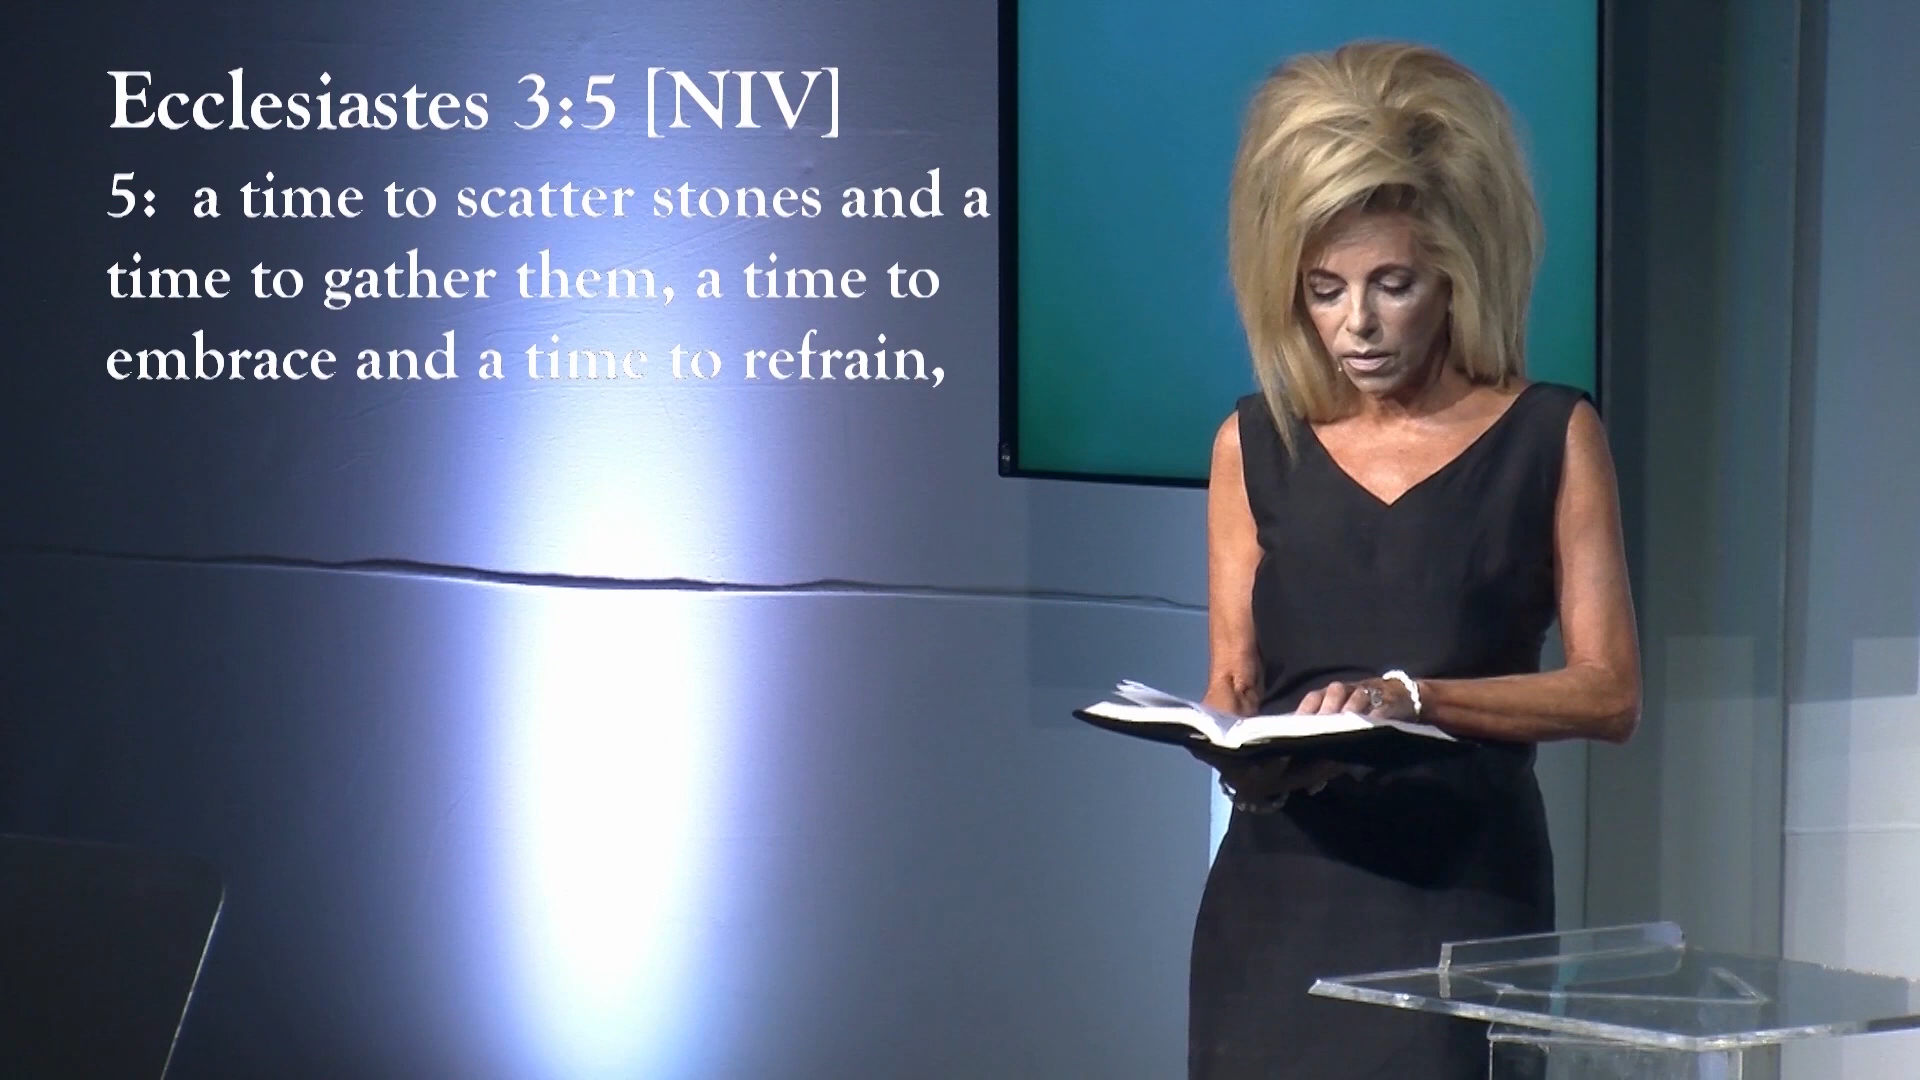 Ecclesiastes 3:5 [NIV]
5: a time to scatter stones and a
time to gather them, a time to
embrace and a time to refrain,